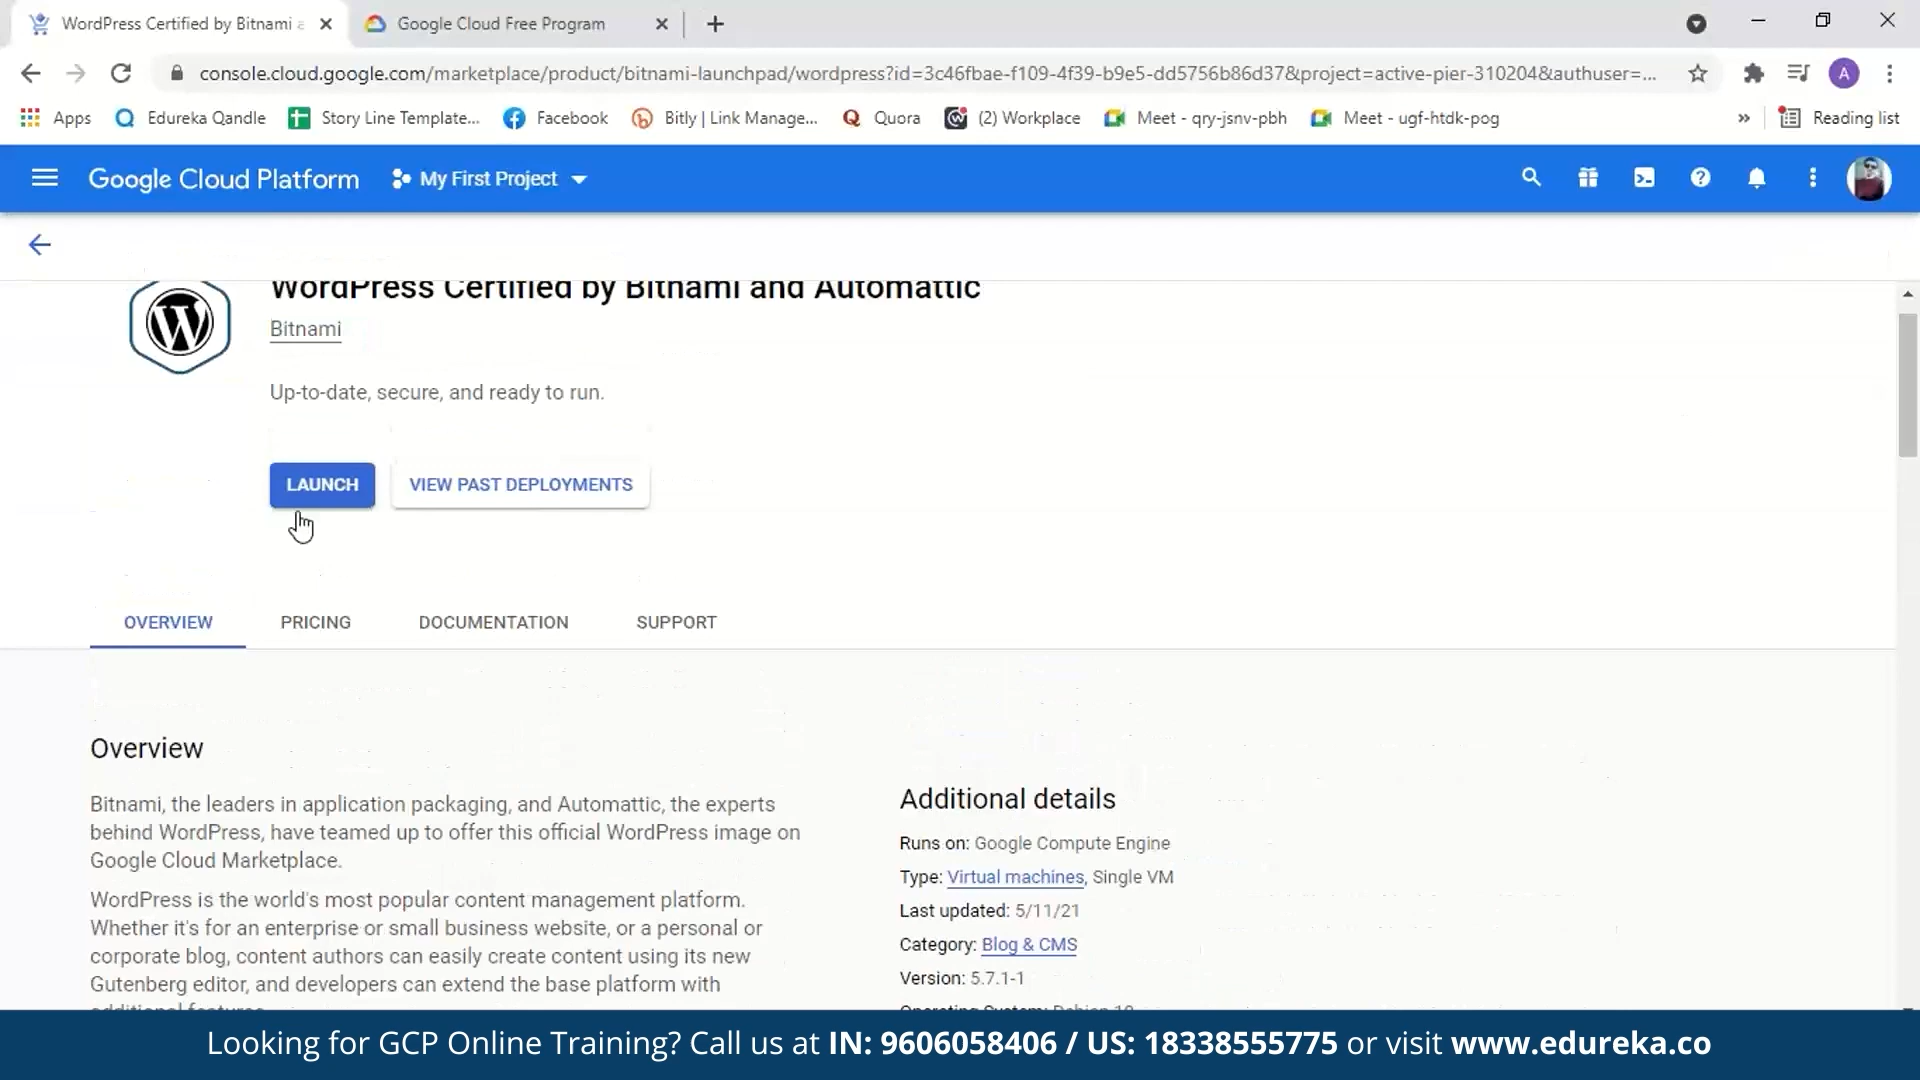 WordPress Certified by Bitnami a
Google Cloud Free Program
console.cloud.google.com/marketplace/product/bitnami-launchpad/wordpress?id=3c46fbae-f109-4f39-b9e5-dd5756b86d37&project=active-pier-310204&authuser=...
A
Apps
Edureka Qandle
Story Line Template...
Facebook
Bitly | Link Manage...
Quora
(2) Workplace
Meet - qry-jsnv-pbh
Meet - ugf-htdk-pog
»
Reading list
Google Cloud Platform
My First Project
WordPress Certified by Bitnami and Automattic
Bitnami
Up-to-date, secure, and ready to run.
LAUNCH
VIEW PAST DEPLOYMENTS
OVERVIEW
PRICING
DOCUMENTATION
SUPPORT
Overview
Bitnami, the leaders in application packaging, and Automattic, the experts
behind WordPress, have teamed up to offer this official WordPress image on
Google Cloud Marketplace.
WordPress is the world's most popular content management platform.
Whether it's for an enterprise or small business website, or a personal or
corporate blog, content authors can easily create content using its new
Gutenberg editor, and developers can extend the base platform with
additional features.
Additional details
Runs on: Google Compute Engine
Type: Virtual machines, Single VM
Last updated: 5/11/21
Category: Blog & CMS
Version: 5.7.1-1
Operating System: Debian 10
Looking for GCP Online Training? Call us at IN: 9606058406 / US: 18338555775 or visit www.edureka.co